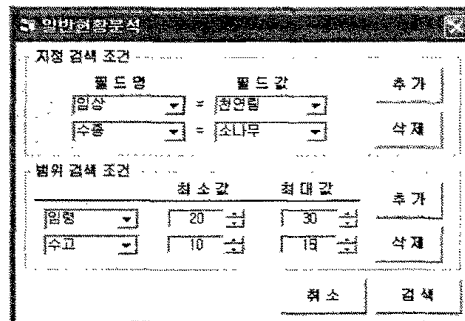 일반현황분석
지정 검색 조건
필드명 필드값 추가
임상 = 천연림
수종 = 소나무 삭제
범위 검색 조건
최소값 최대값 추가
임령 20 30
수고 10 15 삭제
취소 검색